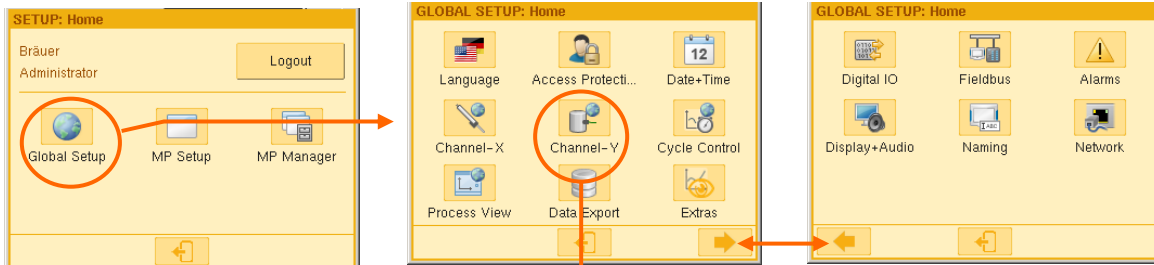 SETUP: Home
Bräuer
Administrator
Logout
Global Setup
MP Setup
MP Manager
GLOBAL SETUP: Home
12
Language
Access Protecti...
Date+Time
Channel-X
Channel-Y
Cycle Control
Process View
Data Export
Extras
GLOBAL SETUP: Home
Digital IO
Fieldbus
Alarms
ABC
Display+Audio
Naming
Network